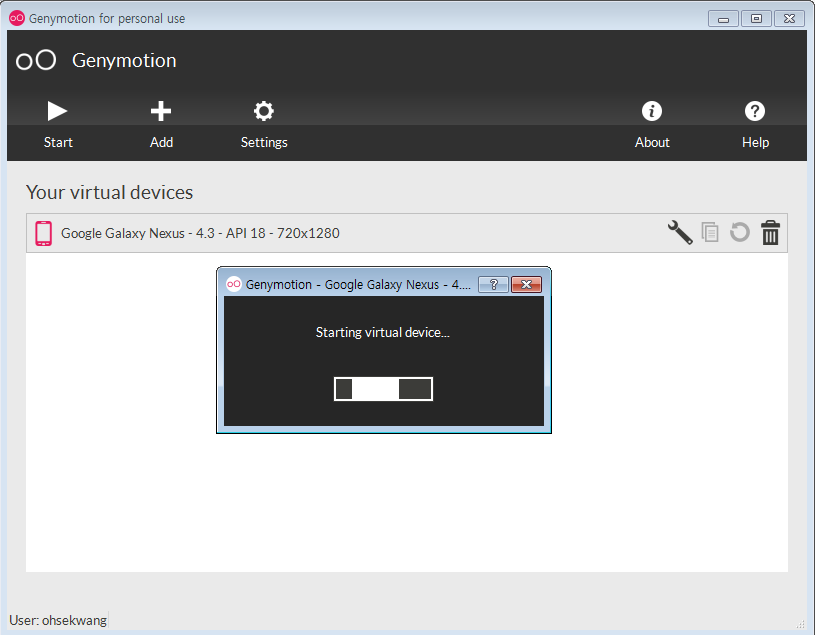 Genymotion for personal use
Genymotion
Start
Add
Settings
About
Help
Your virtual devices
Google Galaxy Nexus - 4.3 - API 18 - 720x1280
Genymotion - Google Galaxy Nexus - 4....
Starting virtual device...
User: ohsekwang